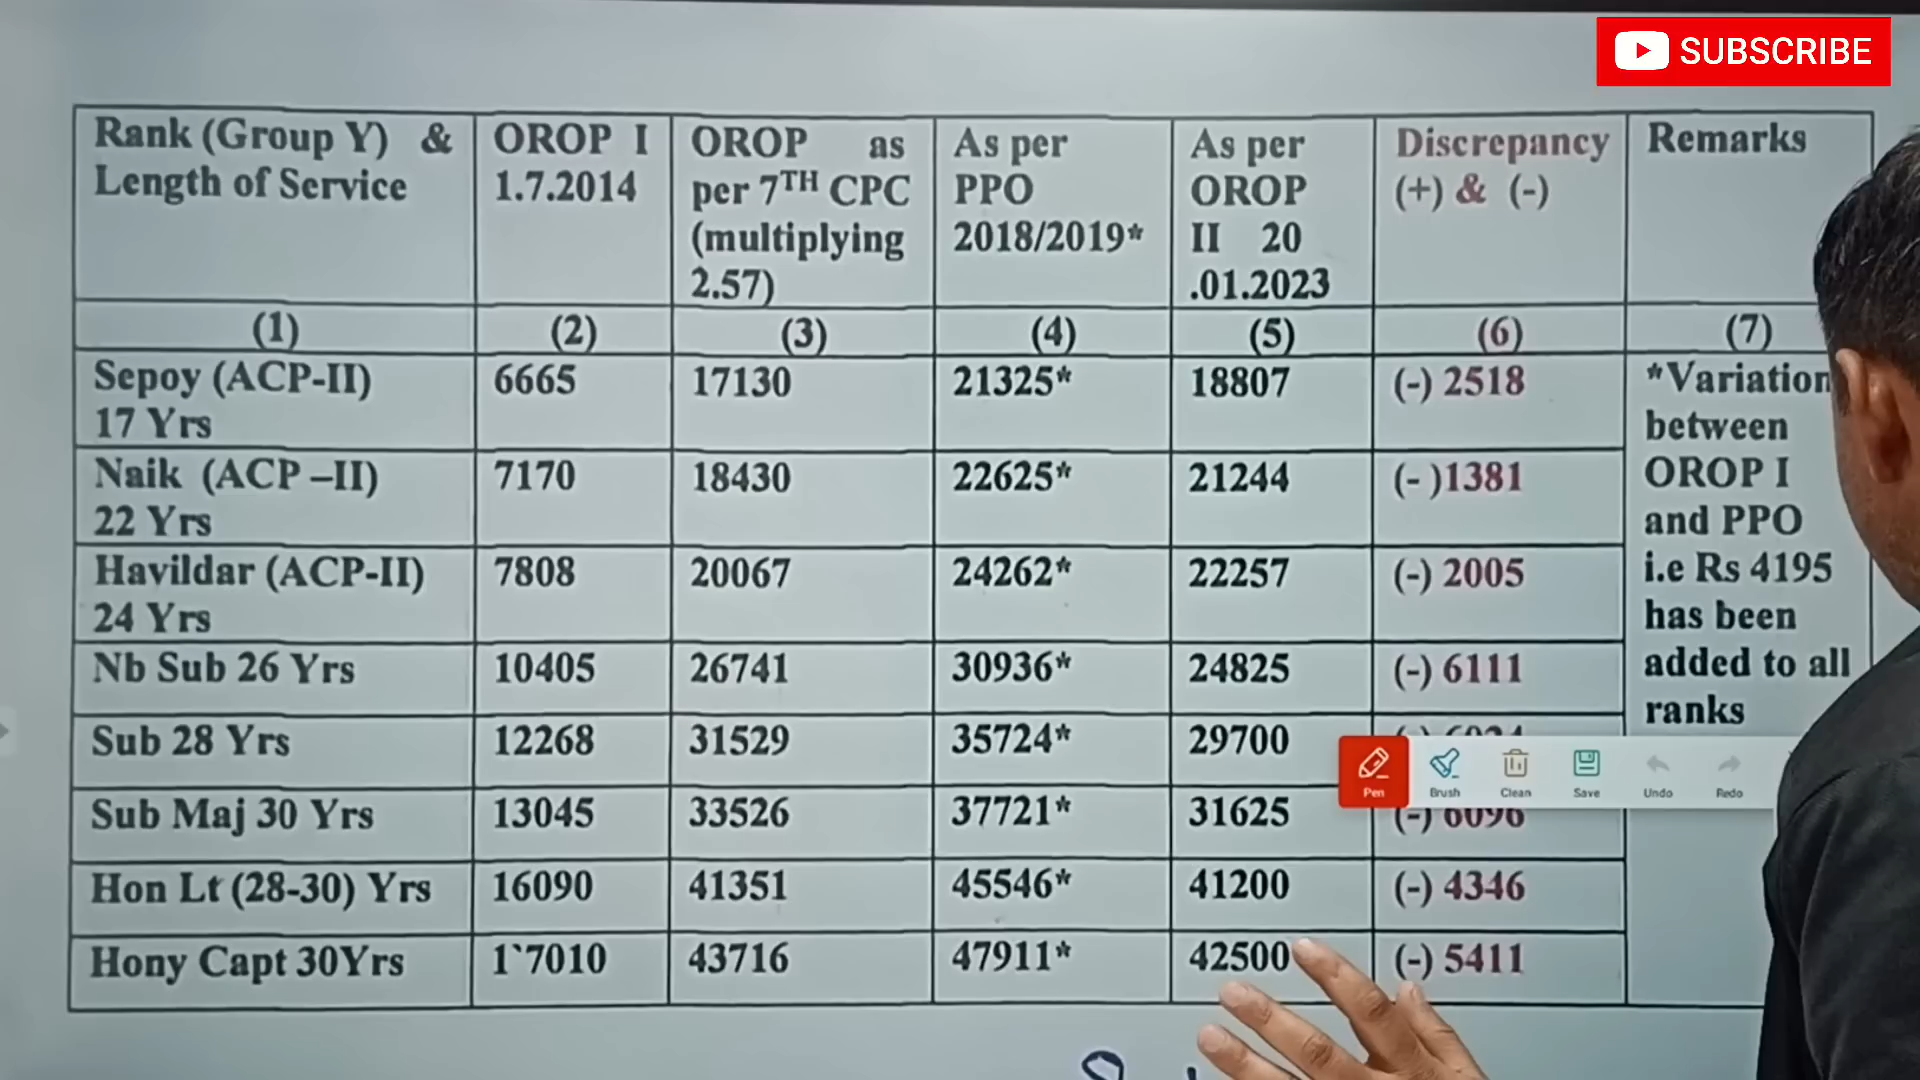 SUBSCRIBE
Rank (Group Y) & Length of Service | OROP I 1.7.2014 | OROP as per 7TH CPC (multiplying 2.57) | As per PPO 2018/2019* | As per OROP II 20 .01.2023 | Discrepancy (+) & (-) | Remarks
(1) | (2) | (3) | (4) | (5) | (6) | (7)
Sepoy (ACP-II) 17 Yrs | 6665 | 17130 | 21325* | 18807 | (-) 2518
Naik (ACP –II) 22 Yrs | 7170 | 18430 | 22625* | 21244 | (- )1381
Havildar (ACP-II) 24 Yrs | 7808 | 20067 | 24262* | 22257 | (-) 2005
Nb Sub 26 Yrs | 10405 | 26741 | 30936* | 24825 | (-) 6111
Sub 28 Yrs | 12268 | 31529 | 35724* | 29700
Sub Maj 30 Yrs | 13045 | 33526 | 37721* | 31625 | (-) 6096
Hon Lt (28-30) Yrs | 16090 | 41351 | 45546* | 41200 | (-) 4346
Hony Capt 30Yrs | 1`7010 | 43716 | 47911* | 42500 | (-) 5411
*Variation
between
OROP I
and PPO
i.e Rs 4195
has been
added to all
ranks
Pen Brush Clean Save Undo Redo